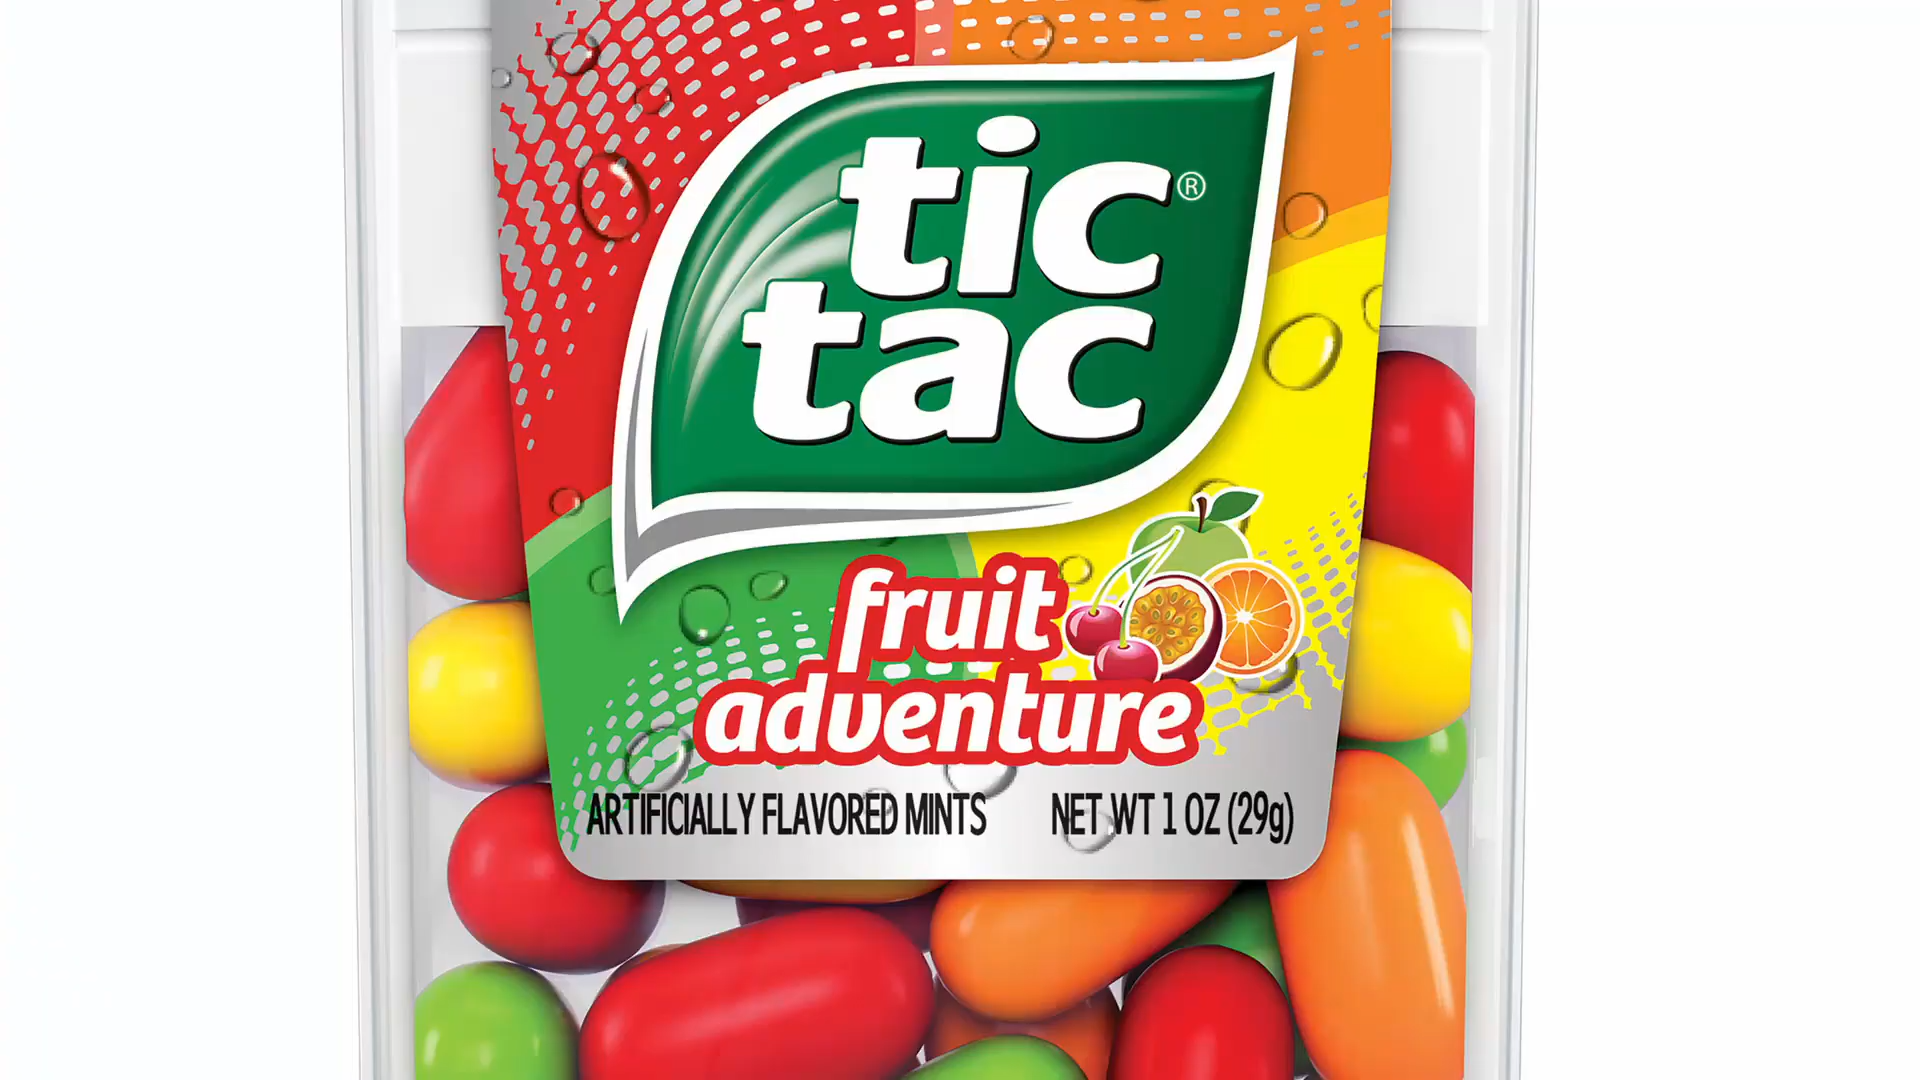 tic®
tac
fruit
adventure
ARTIFICIALLY FLAVORED MINTS NET WT 1 OZ (29g)